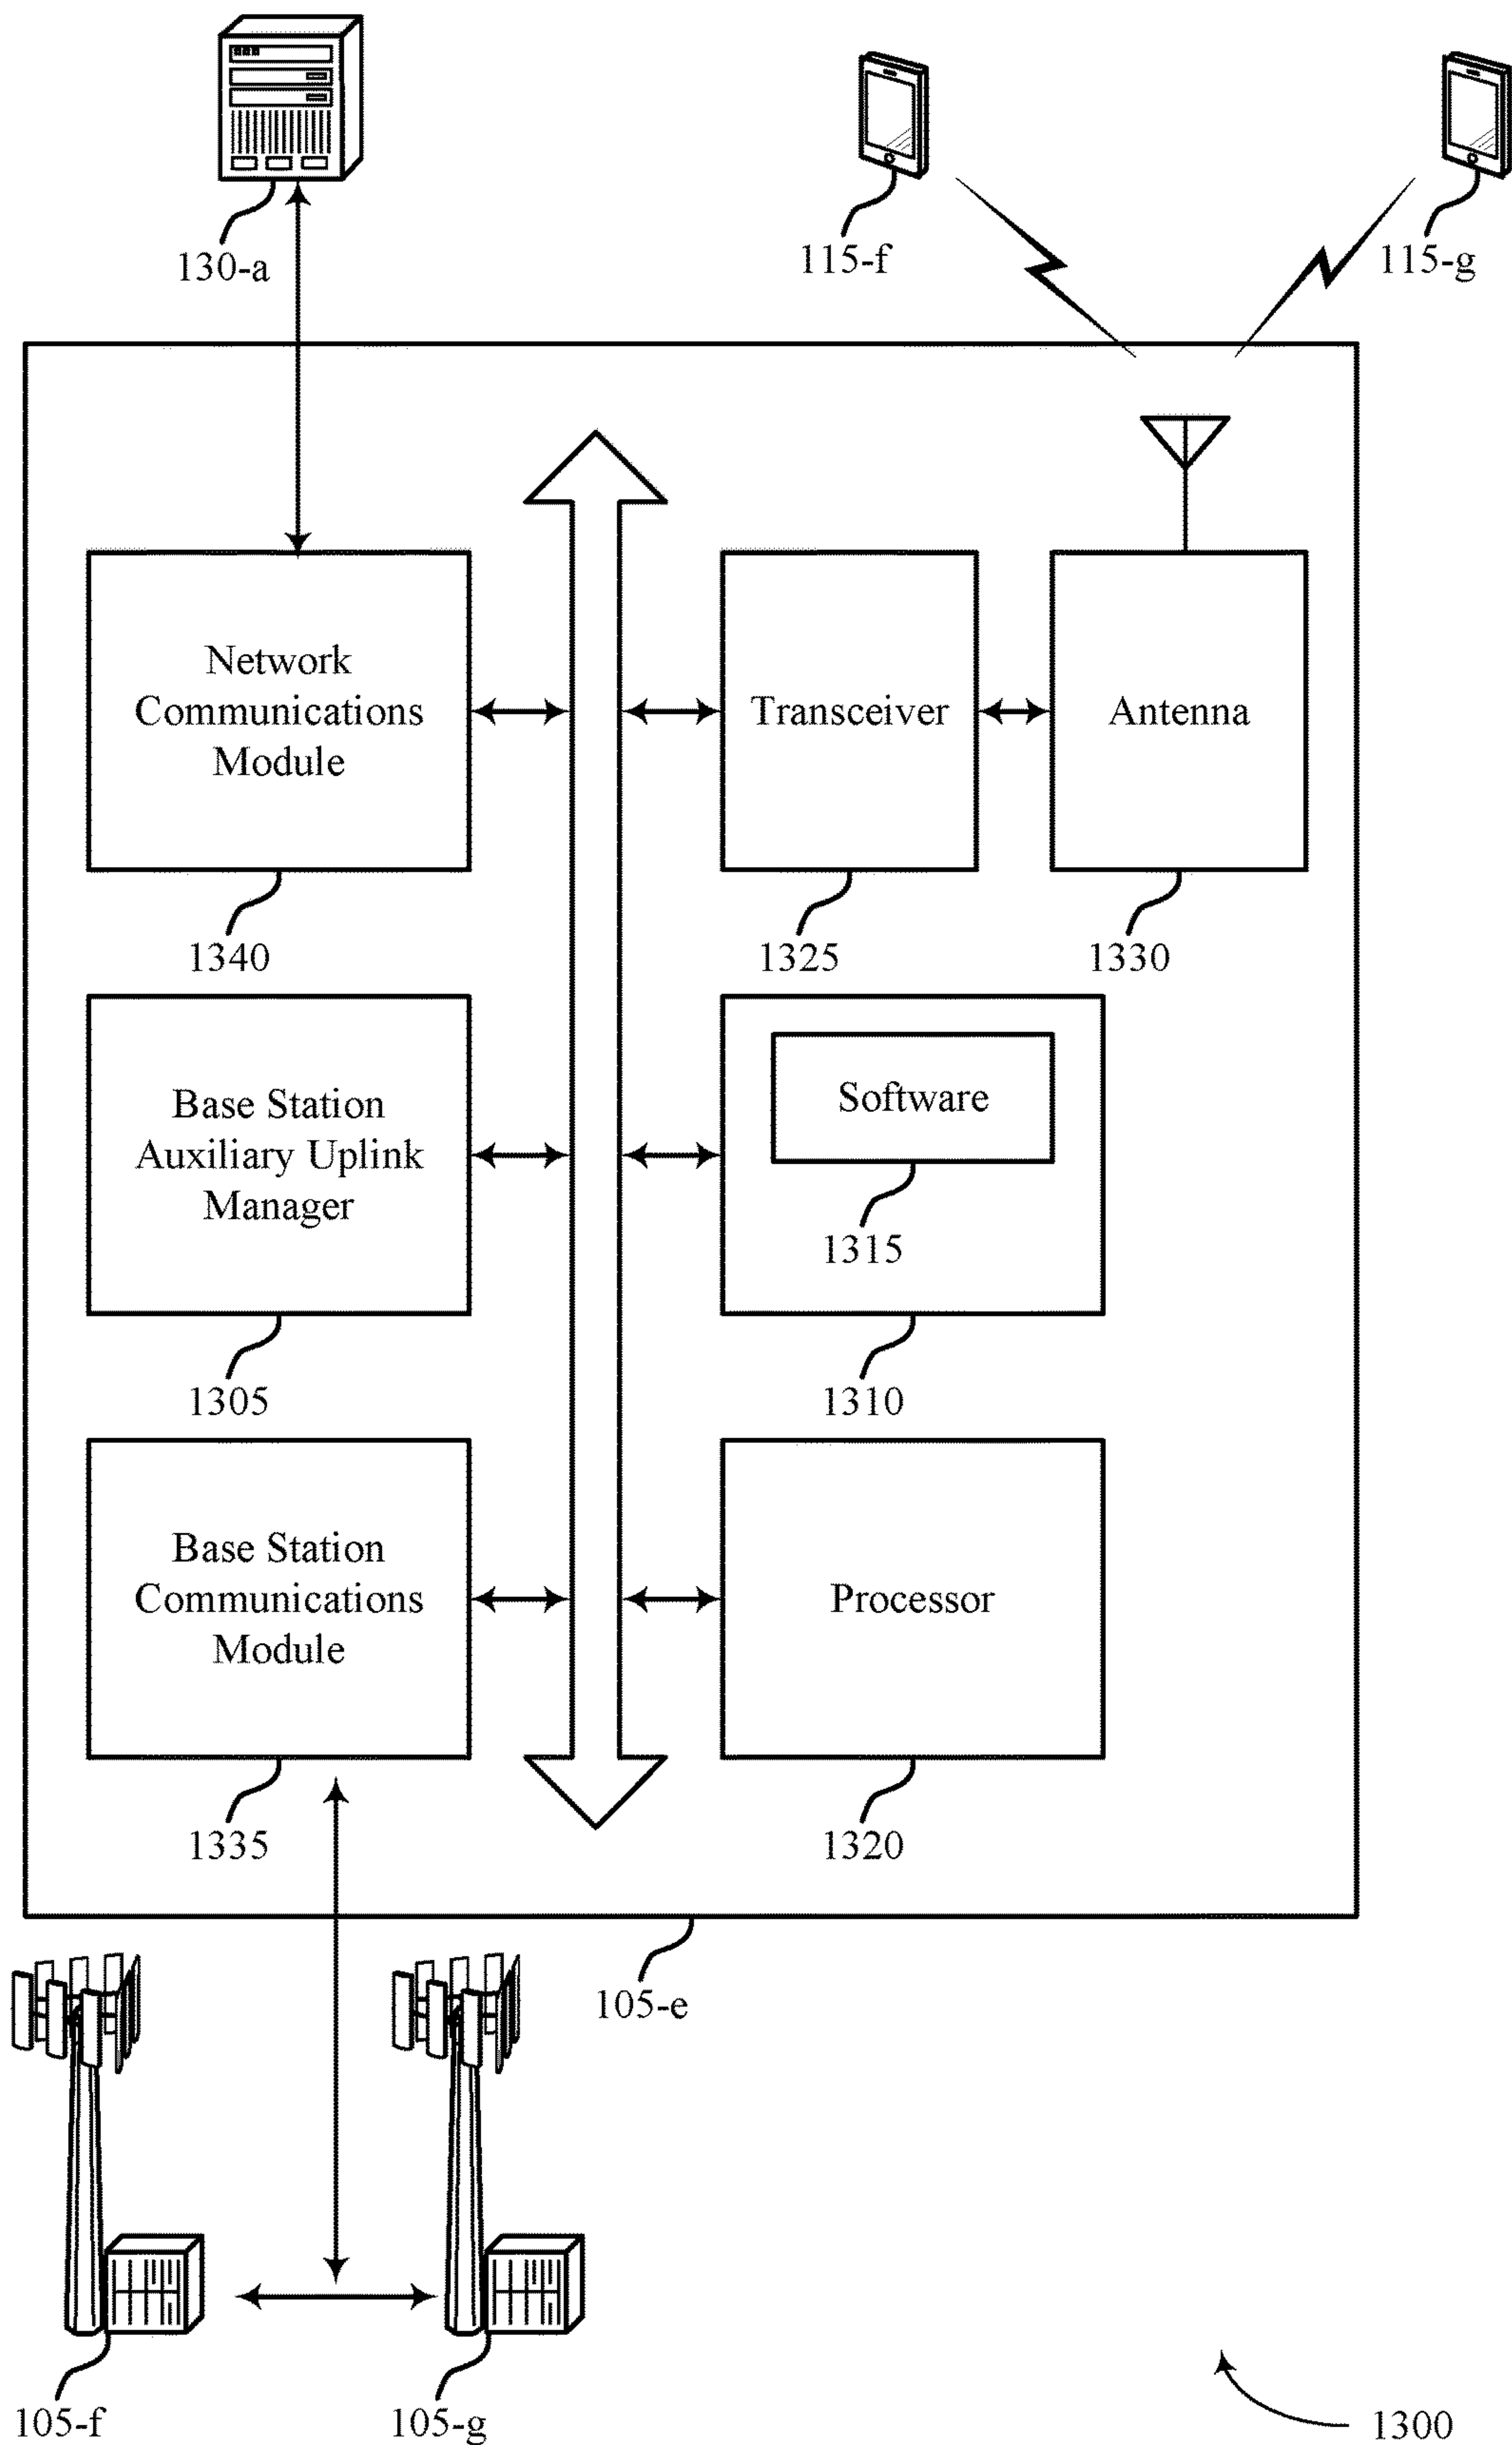 130-a
115-f
115-g
Network
Communications
Module
Transceiver
Antenna
1340
1325
1330
Base Station
Auxiliary Uplink
Manager
Software
1315
1305
1310
Base Station
Communications
Module
Processor
1335
1320
105-e
105-f
105-g
1300